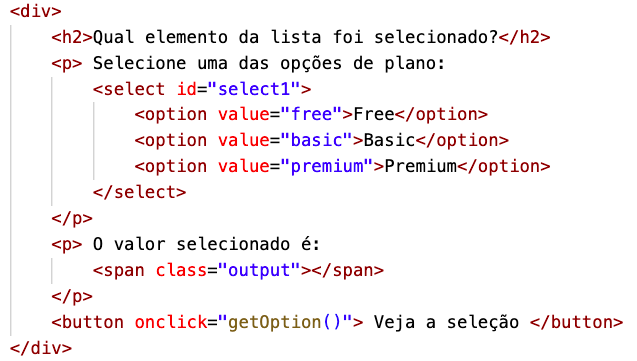 <div>
<h2>Qual elemento da lista foi selecionado?</h2>
<p> Selecione uma das opções de plano:
<select id="select1">
<option value="free">Free</option>
<option value="basic">Basic</option>
<option value="premium">Premium</option>
</select>
</p>
<p> O valor selecionado é:
<span class="output"></span>
</p>
<button onclick="getOption()"> Veja a seleção </button>
</div>